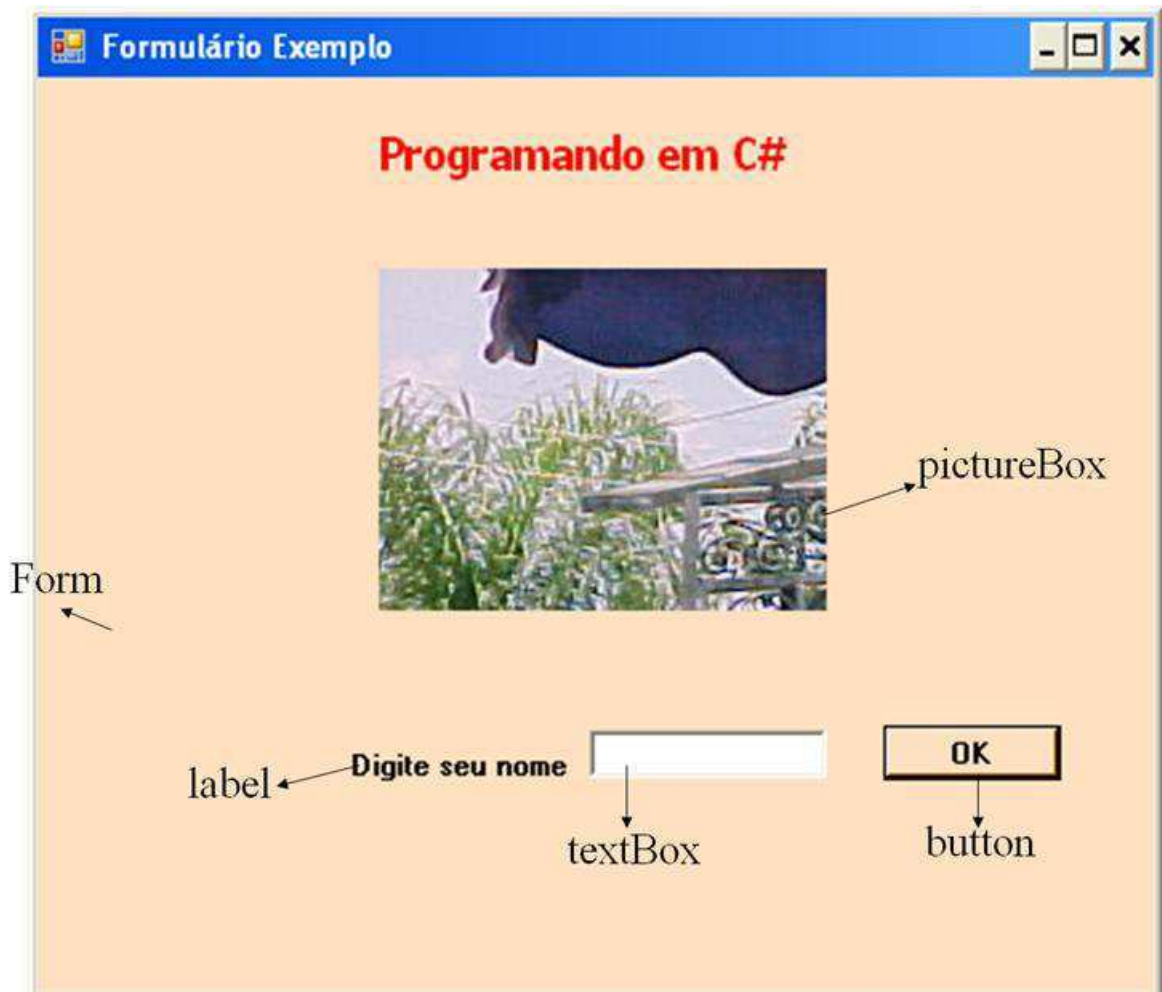 Formulário Exemplo
Programando em C#
pictureBox
Form
Digite seu nome
OK
label
textBox
button